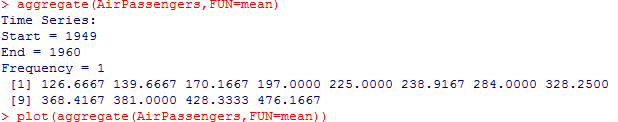 > aggregate(AirPassengers,FUN=mean)
Time Series:
Start = 1949
End = 1960
Frequency = 1
 [1] 126.6667 139.6667 170.1667 197.0000 225.0000 238.9167 284.0000 328.2500
 [9] 368.4167 381.0000 428.3333 476.1667
> plot(aggregate(AirPassengers,FUN=mean))